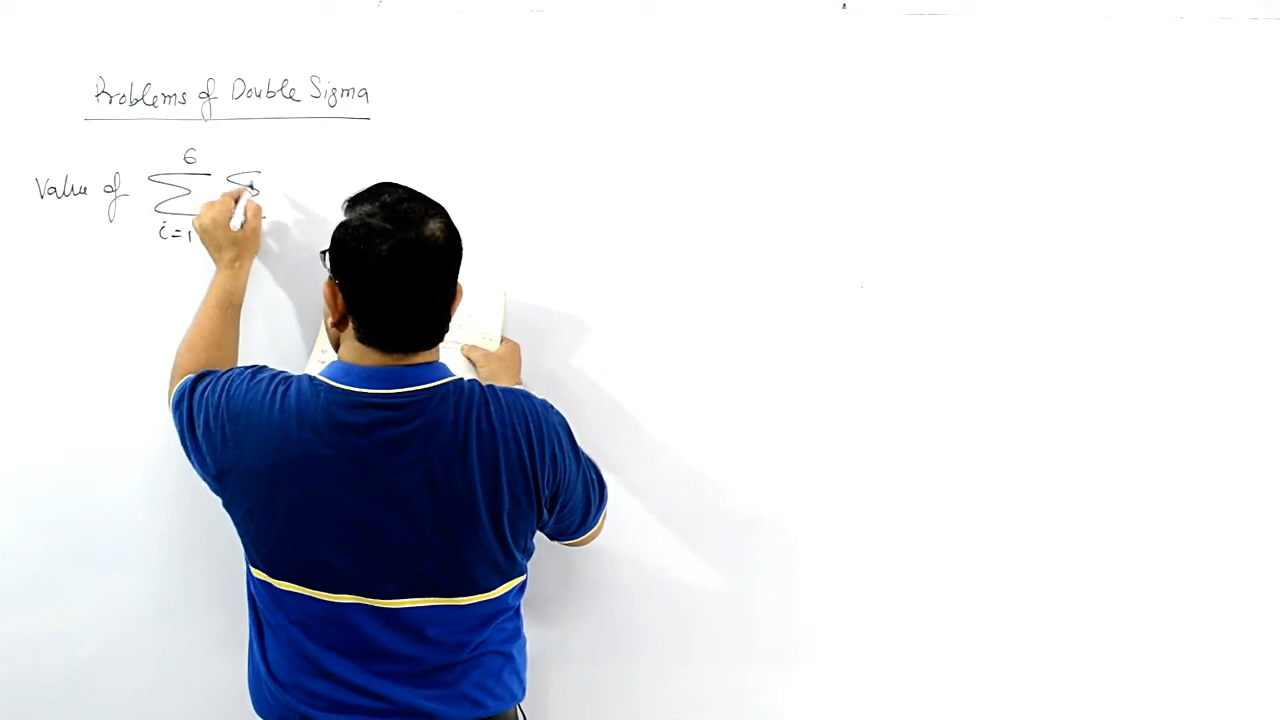 Problems of Double Sigma
Value of 6 ∑ i=1 ∑